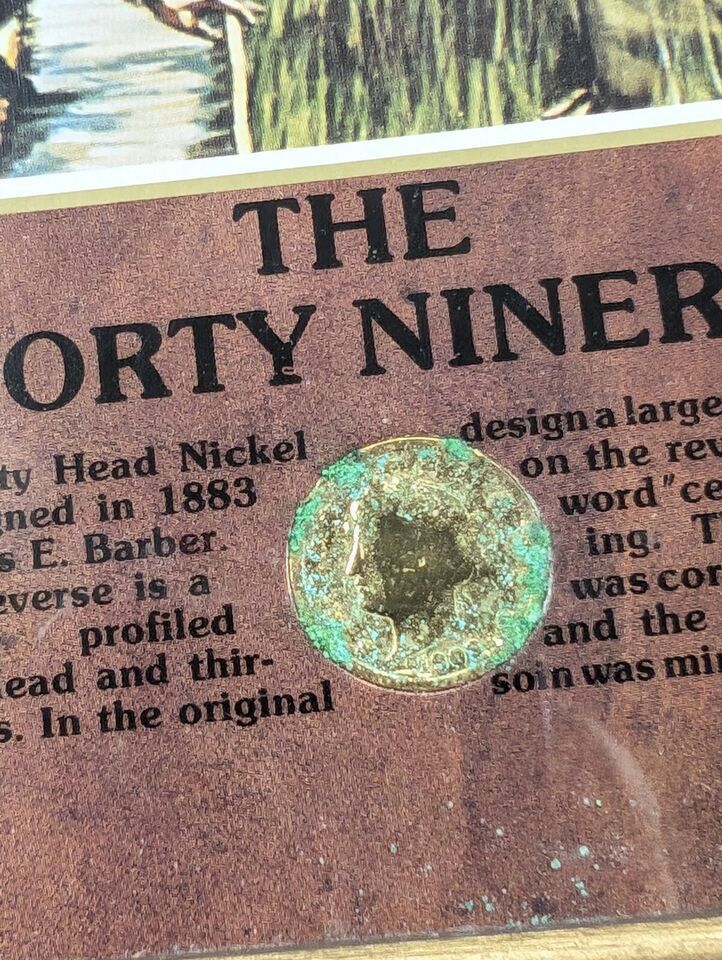 THE
ORTY NINER
ty Head Nickel
ned in 1883
s E. Barber.
everse is a
profiled
ead and thir-
s. In the original
design a large
on the rev
word "ce
ing. T
was cor
and the
soin was min